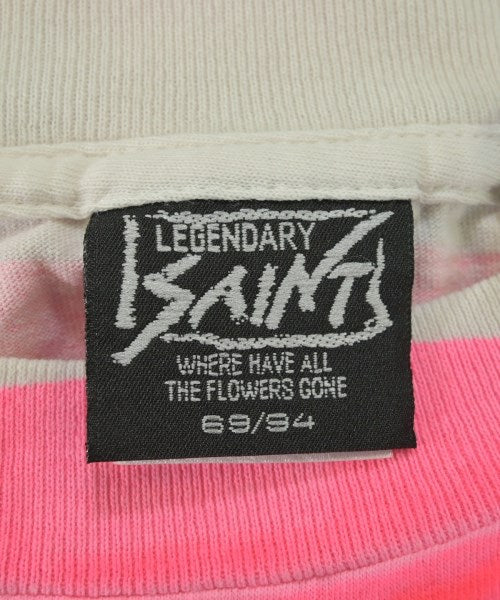 LEGENDARY
SAINTS
WHERE HAVE ALL
THE FLOWERS GONE
69/94